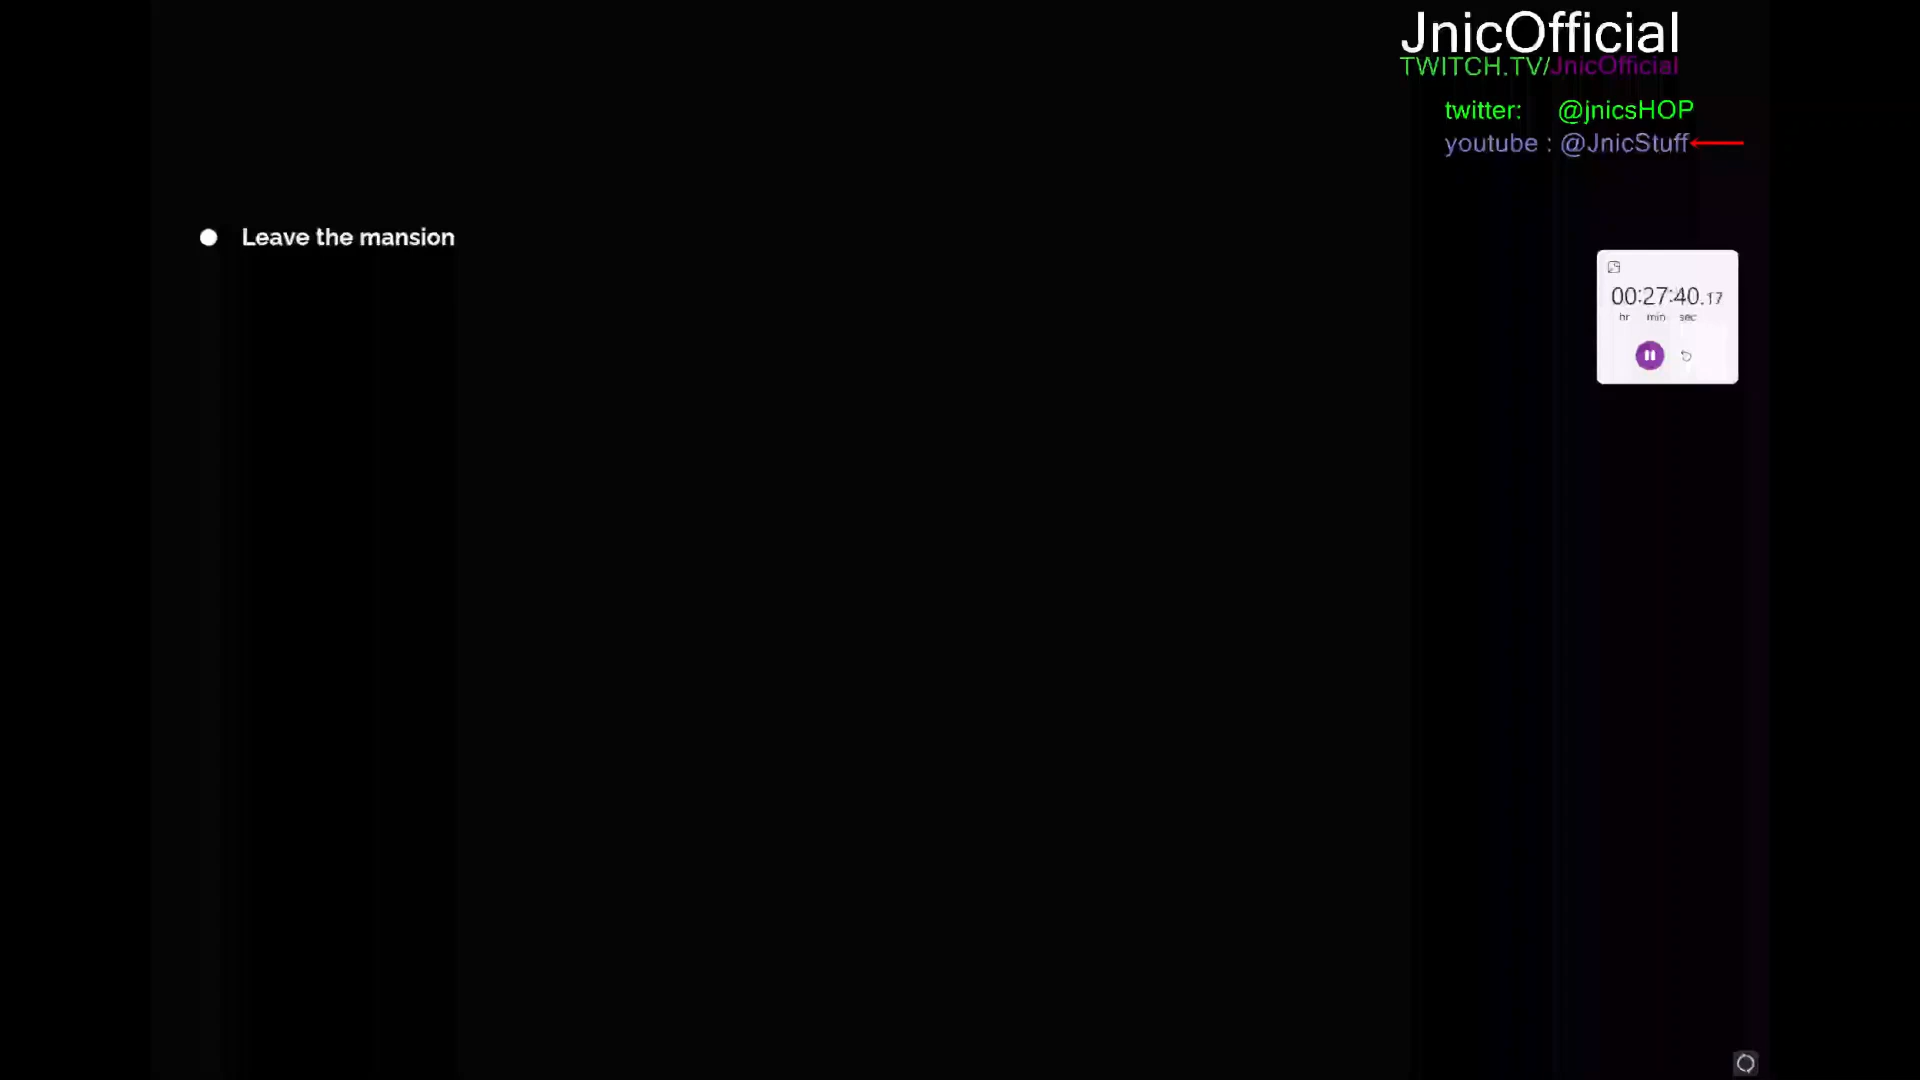 JnicOfficial
TWITCH.TV/JnicOfficial
twitter: @jnicsHOP
youtube : @JnicStuff
Leave the mansion
00:27:40.17
hr min sec